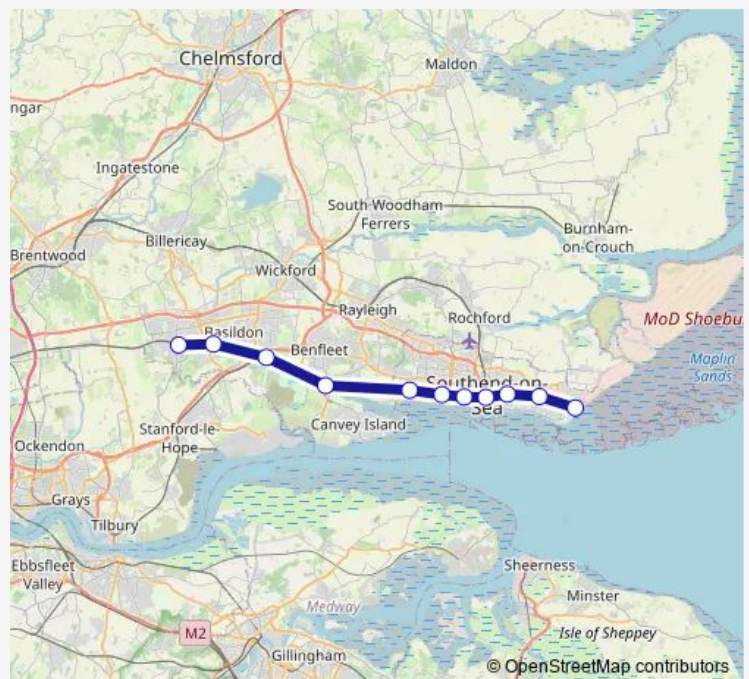 Chelmsford
Maldon
ngar
Ingatestone
South Woodham
Ferrers
Burnham-
on-Crouch
Brentwood
Billericay
Wickford
Rayleigh
Rochford
MoD Shoebu
Basildon
Benfleet
Maplin
Sands
Southend-on-
Sea
Canvey Island
Stanford-le-
Hope
Ockendon
Grays
Tilbury
Ebbsfleet
Valley
Sheerness
Minster
Medway
M2
Isle of Sheppey
Gillingham
© OpenStreetMap contributors